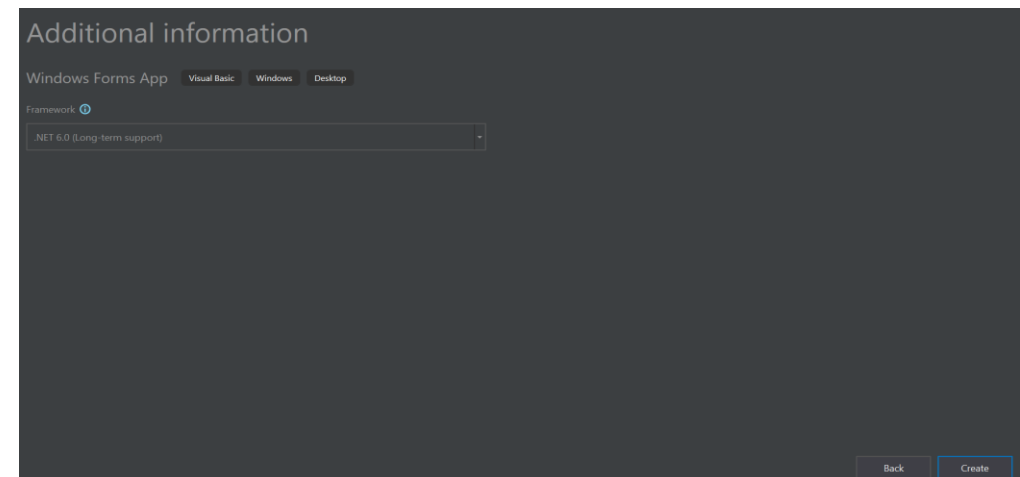 Additional information
Windows Forms App Visual Basic Windows Desktop
Framework
.NET 6.0 (Long-term support)
Back Create